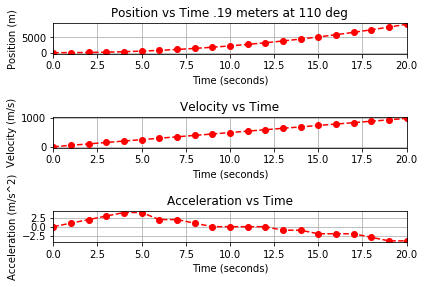 Position vs Time .19 meters at 110 deg
Position (m)
5000
0
0.0 2.5 5.0 7.5 10.0 12.5 15.0 17.5 20.0
Time (seconds)
Velocity vs Time
Velocity (m/s)
1000
0
0.0 2.5 5.0 7.5 10.0 12.5 15.0 17.5 20.0
Time (seconds)
Acceleration vs Time
Acceleration (m/s^2)
2.5
0.0
−2.5
0.0 2.5 5.0 7.5 10.0 12.5 15.0 17.5 20.0
Time (seconds)